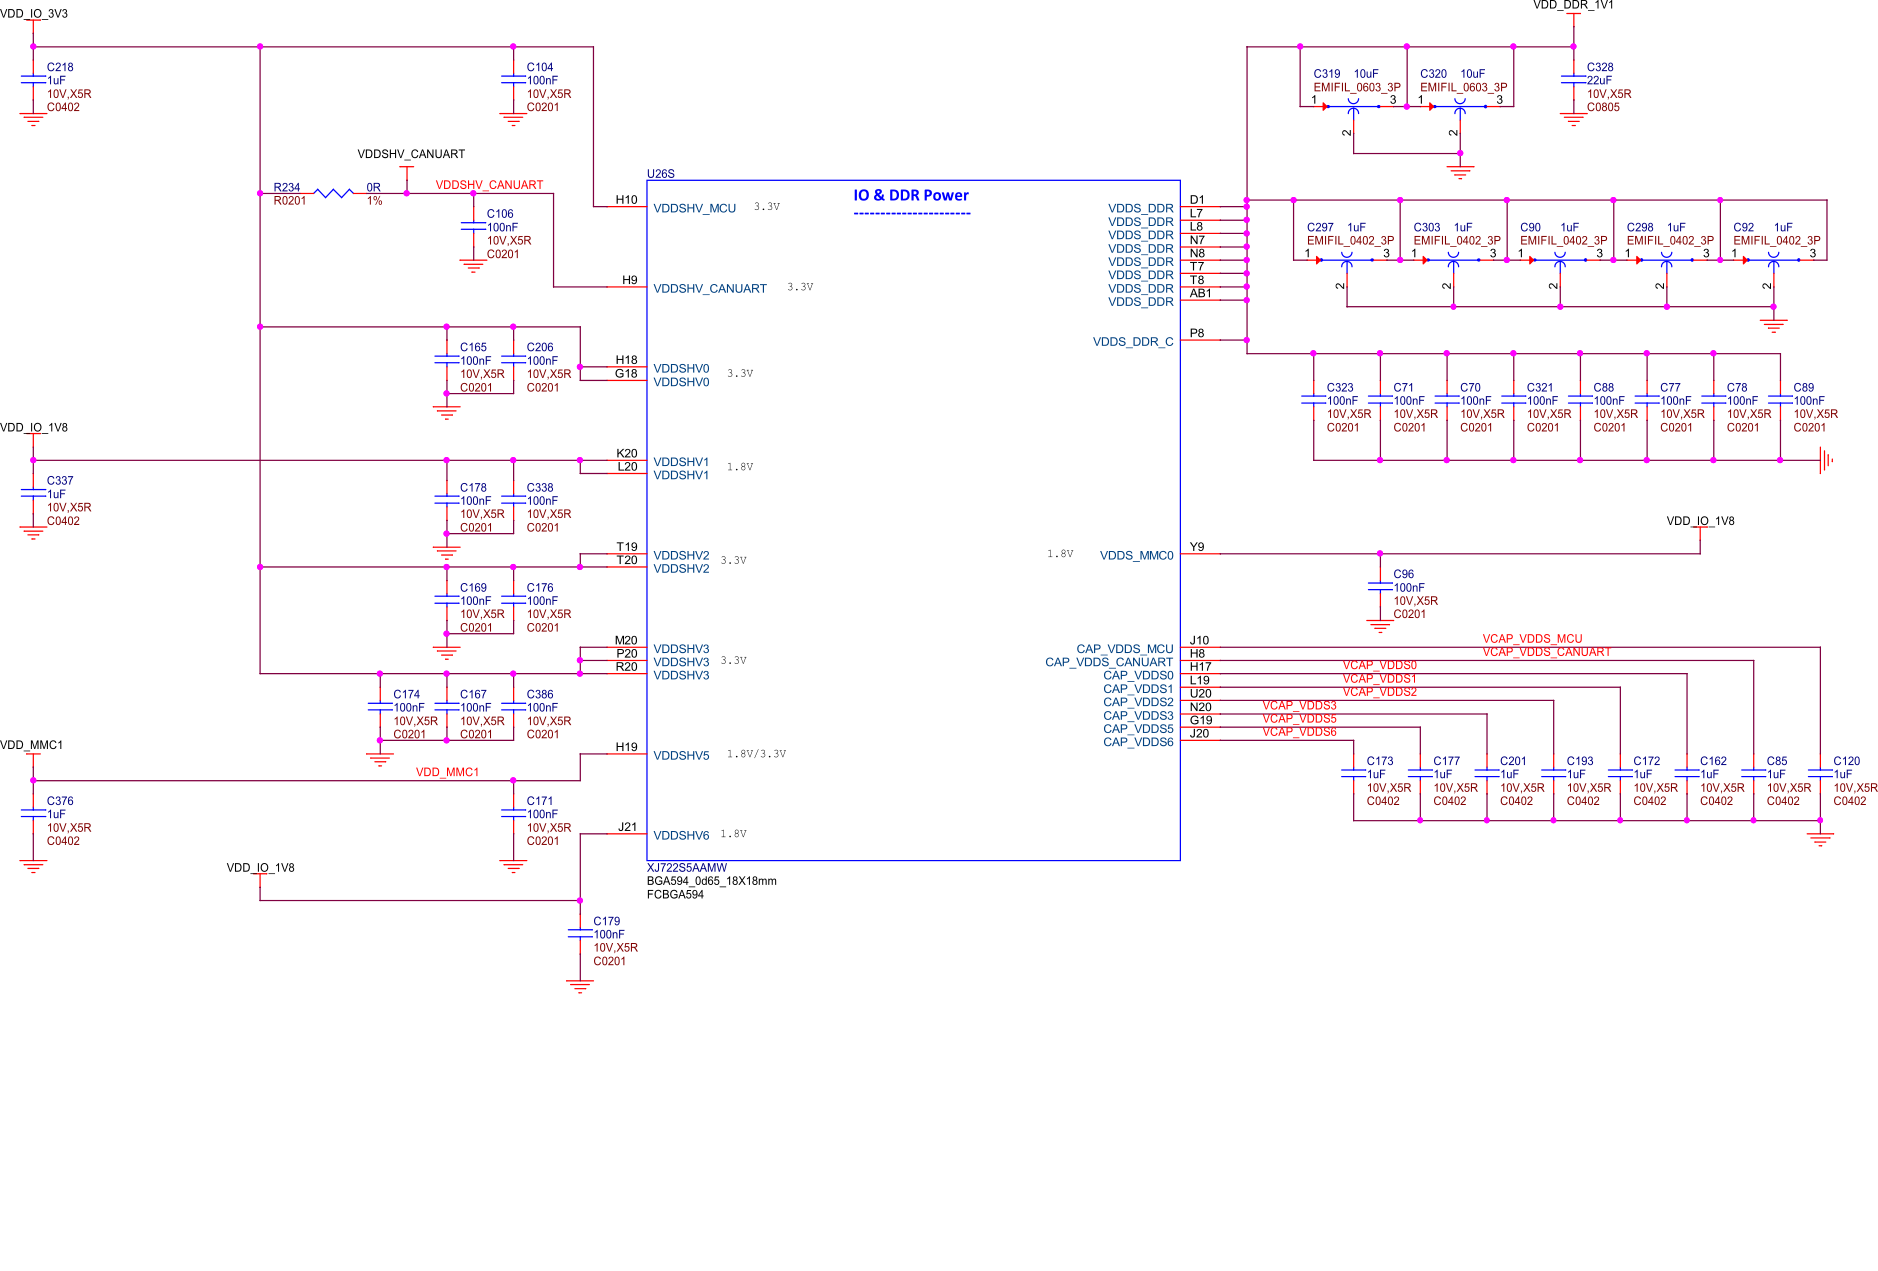 VDD_IO_3V3
C218
1uF
10V,X5R
C0402
C104
100nF
10V,X5R
C0201
VDDSHV_CANUART
R234
R0201
0R
1%
VDDSHV_CANUART
C106
100nF
10V,X5R
C0201
C165
100nF
10V,X5R
C0201
C206
100nF
10V,X5R
C0201
VDD_IO_1V8
C337
1uF
10V,X5R
C0402
C178
100nF
10V,X5R
C0201
C338
100nF
10V,X5R
C0201
C169
100nF
10V,X5R
C0201
C176
100nF
10V,X5R
C0201
C174
100nF
10V,X5R
C0201
C167
100nF
10V,X5R
C0201
C386
100nF
10V,X5R
C0201
VDD_MMC1
VDD_MMC1
C376
1uF
10V,X5R
C0402
C171
100nF
10V,X5R
C0201
VDD_IO_1V8
C179
100nF
10V,X5R
C0201
U26S
IO & DDR Power
----------------------
H10 VDDSHV_MCU 3.3V
H9 VDDSHV_CANUART 3.3V
H18 VDDSHV0
G18 VDDSHV0
3.3V
K20 VDDSHV1
L20 VDDSHV1
1.8V
T19 VDDSHV2
T20 VDDSHV2
3.3V
M20 VDDSHV3
P20 VDDSHV3 3.3V
R20 VDDSHV3
H19 VDDSHV5 1.8V/3.3V
J21 VDDSHV6 1.8V
VDDS_DDR D1
VDDS_DDR L7
VDDS_DDR L8
VDDS_DDR N7
VDDS_DDR N8
VDDS_DDR T7
VDDS_DDR T8
VDDS_DDR AB1
VDDS_DDR_C P8
1.8V VDDS_MMC0 Y9
CAP_VDDS_MCU J10 VCAP_VDDS_MCU
CAP_VDDS_CANUART H8 VCAP_VDDS_CANUART
CAP_VDDS0 H17 VCAP_VDDS0
CAP_VDDS1 L19 VCAP_VDDS1
CAP_VDDS2 U20 VCAP_VDDS2
CAP_VDDS3 N20 VCAP_VDDS3
CAP_VDDS5 G19 VCAP_VDDS5
CAP_VDDS6 J20 VCAP_VDDS6
XJ722S5AAMW
BGA594_0d65_18X18mm
FCBGA594
VDD_DDR_1V1
C319 10uF
EMIFIL_0603_3P
1 3
2
C320 10uF
EMIFIL_0603_3P
1 3
2
C328
22uF
10V,X5R
C0805
C297 1uF
EMIFIL_0402_3P
1 3
2
C303 1uF
EMIFIL_0402_3P
1 3
2
C90 1uF
EMIFIL_0402_3P
1 3
2
C298 1uF
EMIFIL_0402_3P
1 3
2
C92 1uF
EMIFIL_0402_3P
1 3
2
C323
100nF
10V,X5R
C0201
C71
100nF
10V,X5R
C0201
C70
100nF
10V,X5R
C0201
C321
100nF
10V,X5R
C0201
C88
100nF
10V,X5R
C0201
C77
100nF
10V,X5R
C0201
C78
100nF
10V,X5R
C0201
C89
100nF
10V,X5R
C0201
VDD_IO_1V8
C96
100nF
10V,X5R
C0201
C173
1uF
10V,X5R
C0402
C177
1uF
10V,X5R
C0402
C201
1uF
10V,X5R
C0402
C193
1uF
10V,X5R
C0402
C172
1uF
10V,X5R
C0402
C162
1uF
10V,X5R
C0402
C85
1uF
10V,X5R
C0402
C120
1uF
10V,X5R
C0402